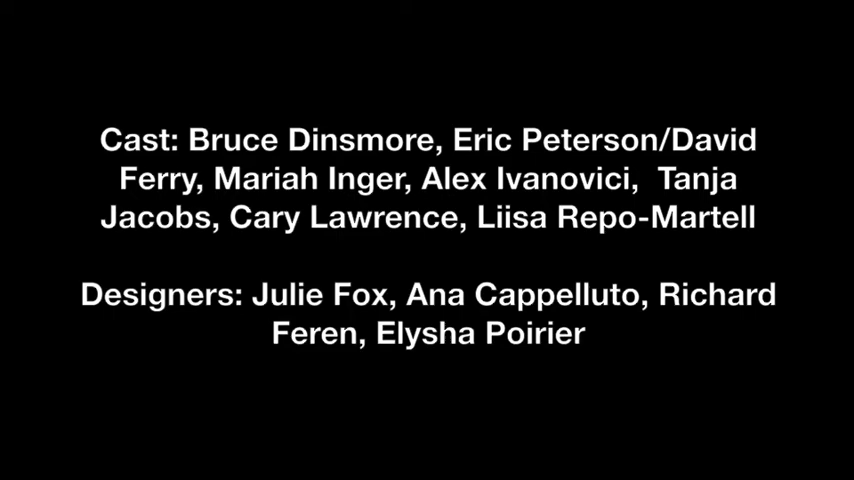 Cast: Bruce Dinsmore, Eric Peterson/David
Ferry, Mariah Inger, Alex Ivanovici,  Tanja
Jacobs, Cary Lawrence, Liisa Repo-Martell
Designers: Julie Fox, Ana Cappelluto, Richard
Feren, Elysha Poirier